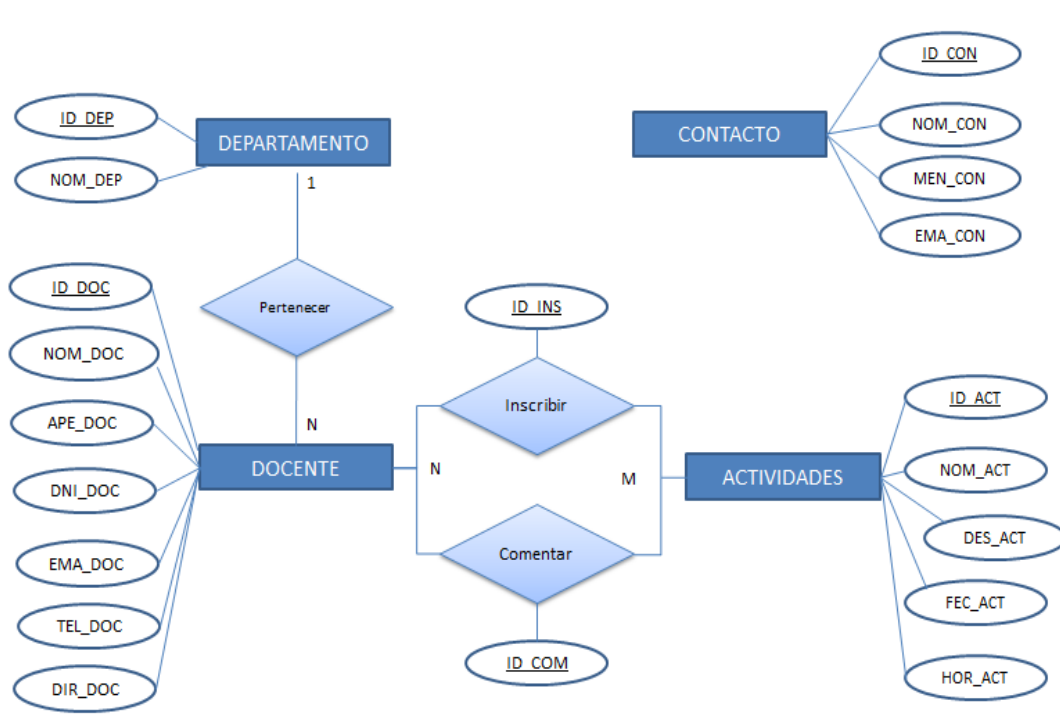 ID_DEP
DEPARTAMENTO
NOM_DEP
1
Pertenecer
N
ID_CON
CONTACTO
NOM_CON
MEN_CON
EMA_CON
ID_DOC
NOM_DOC
APE_DOC
DNI_DOC
EMA_DOC
TEL_DOC
DIR_DOC
DOCENTE
N
ID_INS
Inscribir
Comentar
ID_COM
M
ACTIVIDADES
ID_ACT
NOM_ACT
DES_ACT
FEC_ACT
HOR_ACT